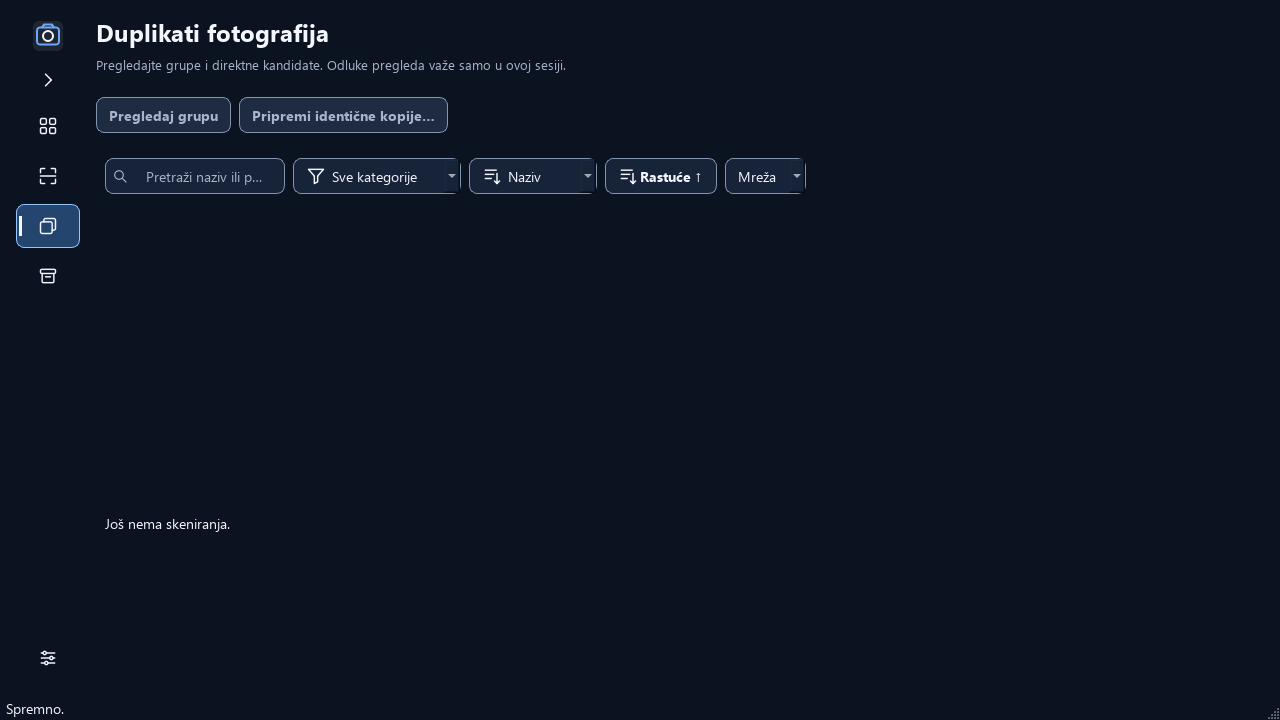 Duplikati fotografija
Pregledajte grupe i direktne kandidate. Odluke pregleda važe samo u ovoj sesiji.
Pregledaj grupu
Pripremi identične kopije...
Pretraži naziv ili p...
Sve kategorije
Naziv
Rastuće ↑
Mreža
Još nema skeniranja.
Spremno.